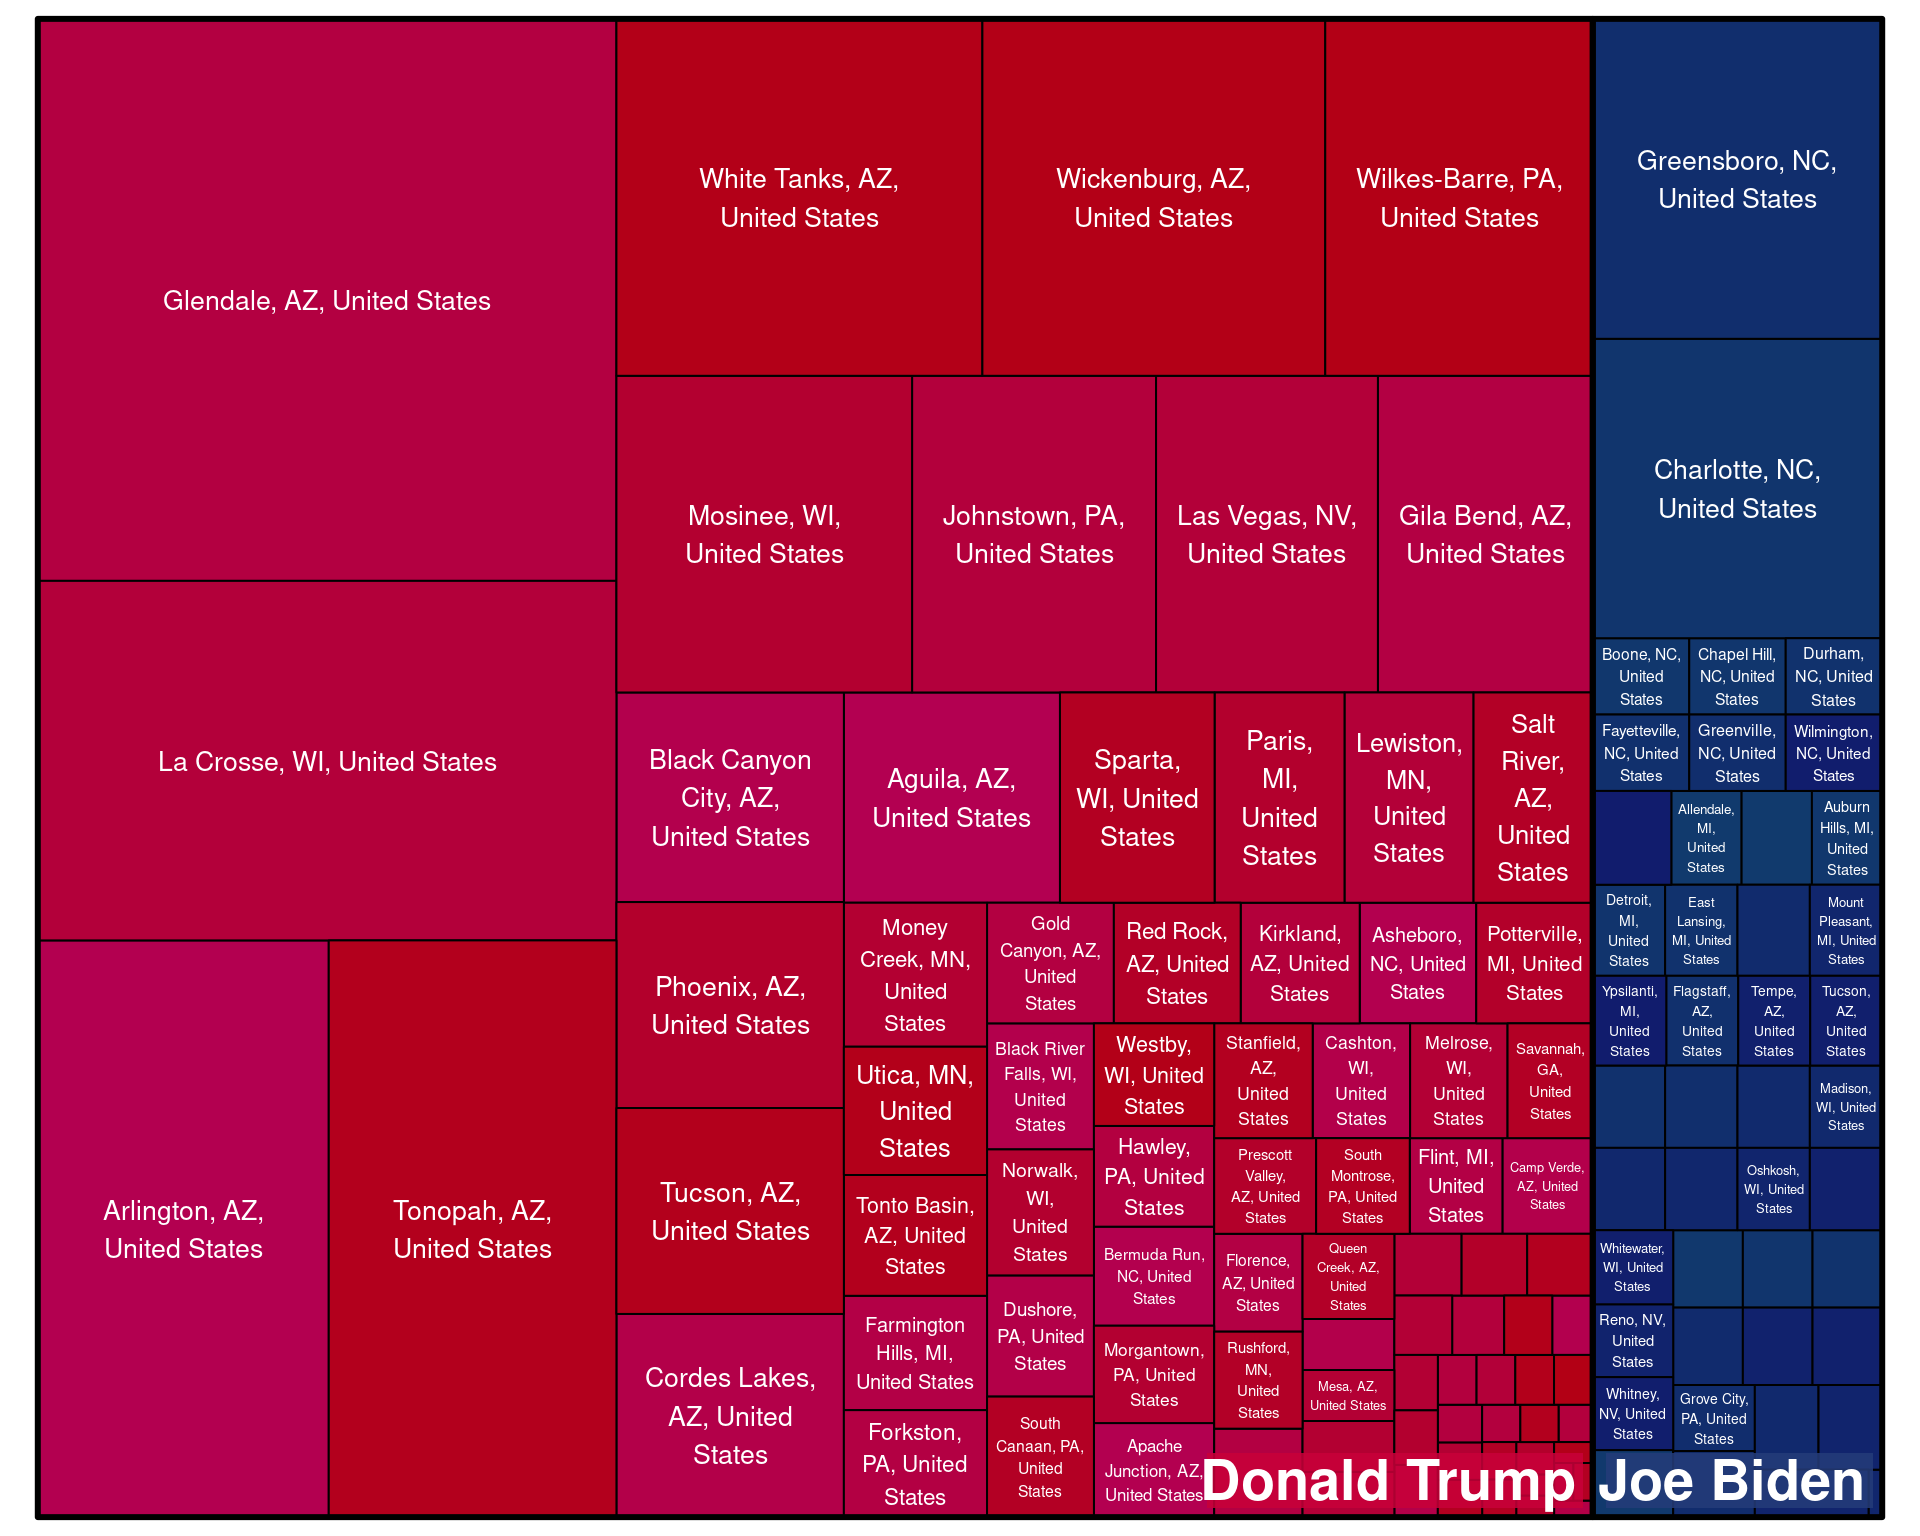 Glendale, AZ, United States
La Crosse, WI, United States
Arlington, AZ,
United States
Tonopah, AZ,
United States
White Tanks, AZ,
United States
Wickenburg, AZ,
United States
Wilkes-Barre, PA,
United States
Mosinee, WI,
United States
Johnstown, PA,
United States
Las Vegas, NV,
United States
Gila Bend, AZ,
United States
Black Canyon
City, AZ,
United States
Aguila, AZ,
United States
Sparta,
WI, United
States
Paris,
MI,
United
States
Lewiston,
MN,
United
States
Salt
River,
AZ,
United
States
Phoenix, AZ,
United States
Tucson, AZ,
United States
Cordes Lakes,
AZ, United
States
Money
Creek, MN,
United
States
Utica, MN,
United
States
Tonto Basin,
AZ, United
States
Farmington
Hills, MI,
United States
Forkston,
PA, United
States
Gold
Canyon, AZ,
United
States
Red Rock,
AZ, United
States
Kirkland,
AZ, United
States
Asheboro,
NC, United
States
Potterville,
MI, United
States
Black River
Falls, WI,
United
States
Norwalk,
WI,
United
States
Dushore,
PA, United
States
South
Canaan, PA,
United
States
Westby,
WI, United
States
Hawley,
PA, United
States
Bermuda Run,
NC, United
States
Morgantown,
PA, United
States
Apache
Junction, AZ,
United States
Stanfield,
AZ,
United
States
Cashton,
WI,
United
States
Melrose,
WI,
United
States
Savannah,
GA,
United
States
Prescott
Valley,
AZ, United
States
South
Montrose,
PA, United
States
Flint, MI,
United
States
Camp Verde,
AZ, United
States
Florence,
AZ, United
States
Rushford,
MN,
United
States
Queen
Creek, AZ,
United
States
Mesa, AZ,
United States
Donald Trump
Greensboro, NC,
United States
Charlotte, NC,
United States
Boone, NC,
United
States
Chapel Hill,
NC, United
States
Durham,
NC, United
States
Fayetteville,
NC, United
States
Greenville,
NC, United
States
Wilmington,
NC, United
States
Allendale,
MI,
United
States
Auburn
Hills, MI,
United
States
Detroit,
MI,
United
States
East
Lansing,
MI, United
States
Mount
Pleasant,
MI, United
States
Ypsilanti,
MI,
United
States
Flagstaff,
AZ,
United
States
Tempe,
AZ,
United
States
Tucson,
AZ,
United
States
Madison,
WI, United
States
Oshkosh,
WI, United
States
Whitewater,
WI, United
States
Reno, NV,
United
States
Whitney,
NV, United
States
Grove City,
PA, United
States
Joe Biden